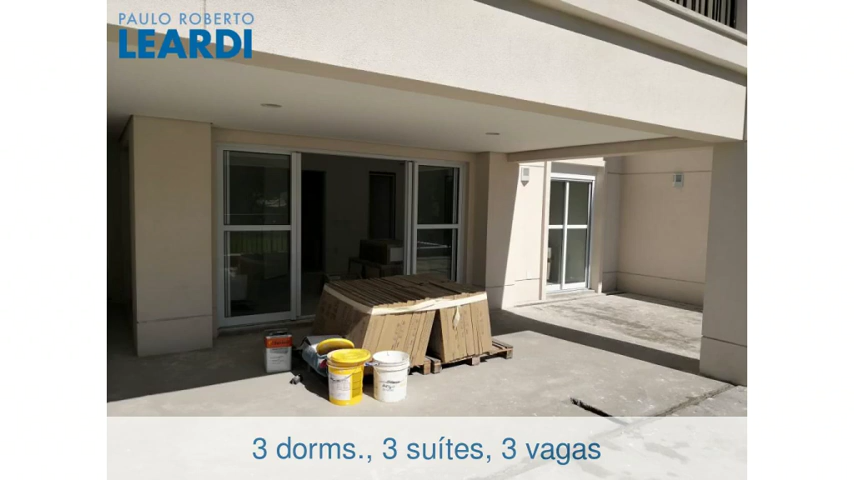 PAULO ROBERTO
LEARDI
3 dorms., 3 suítes, 3 vagas